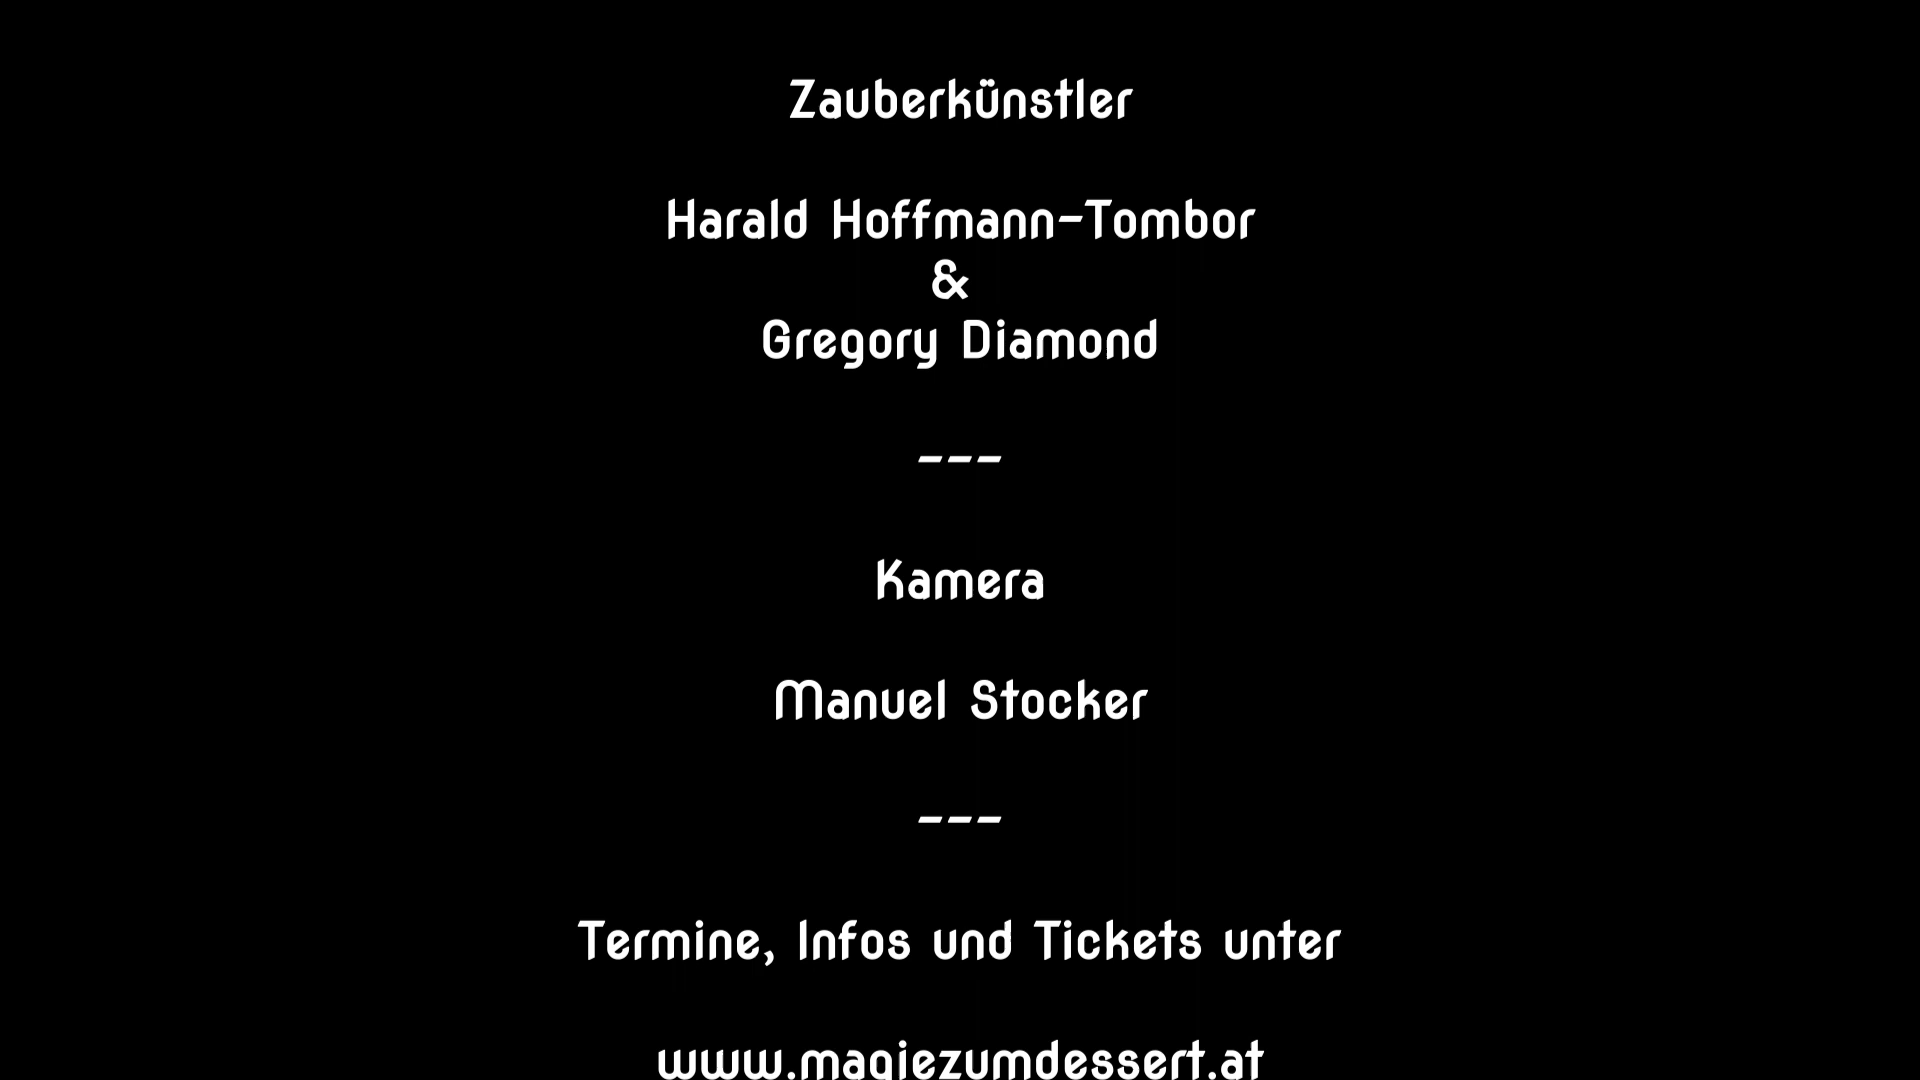 Zauberkünstler
Harald Hoffmann-Tombor
&
Gregory Diamond
---
Kamera
Manuel Stocker
---
Termine, Infos und Tickets unter
www.magiezumdessert.at